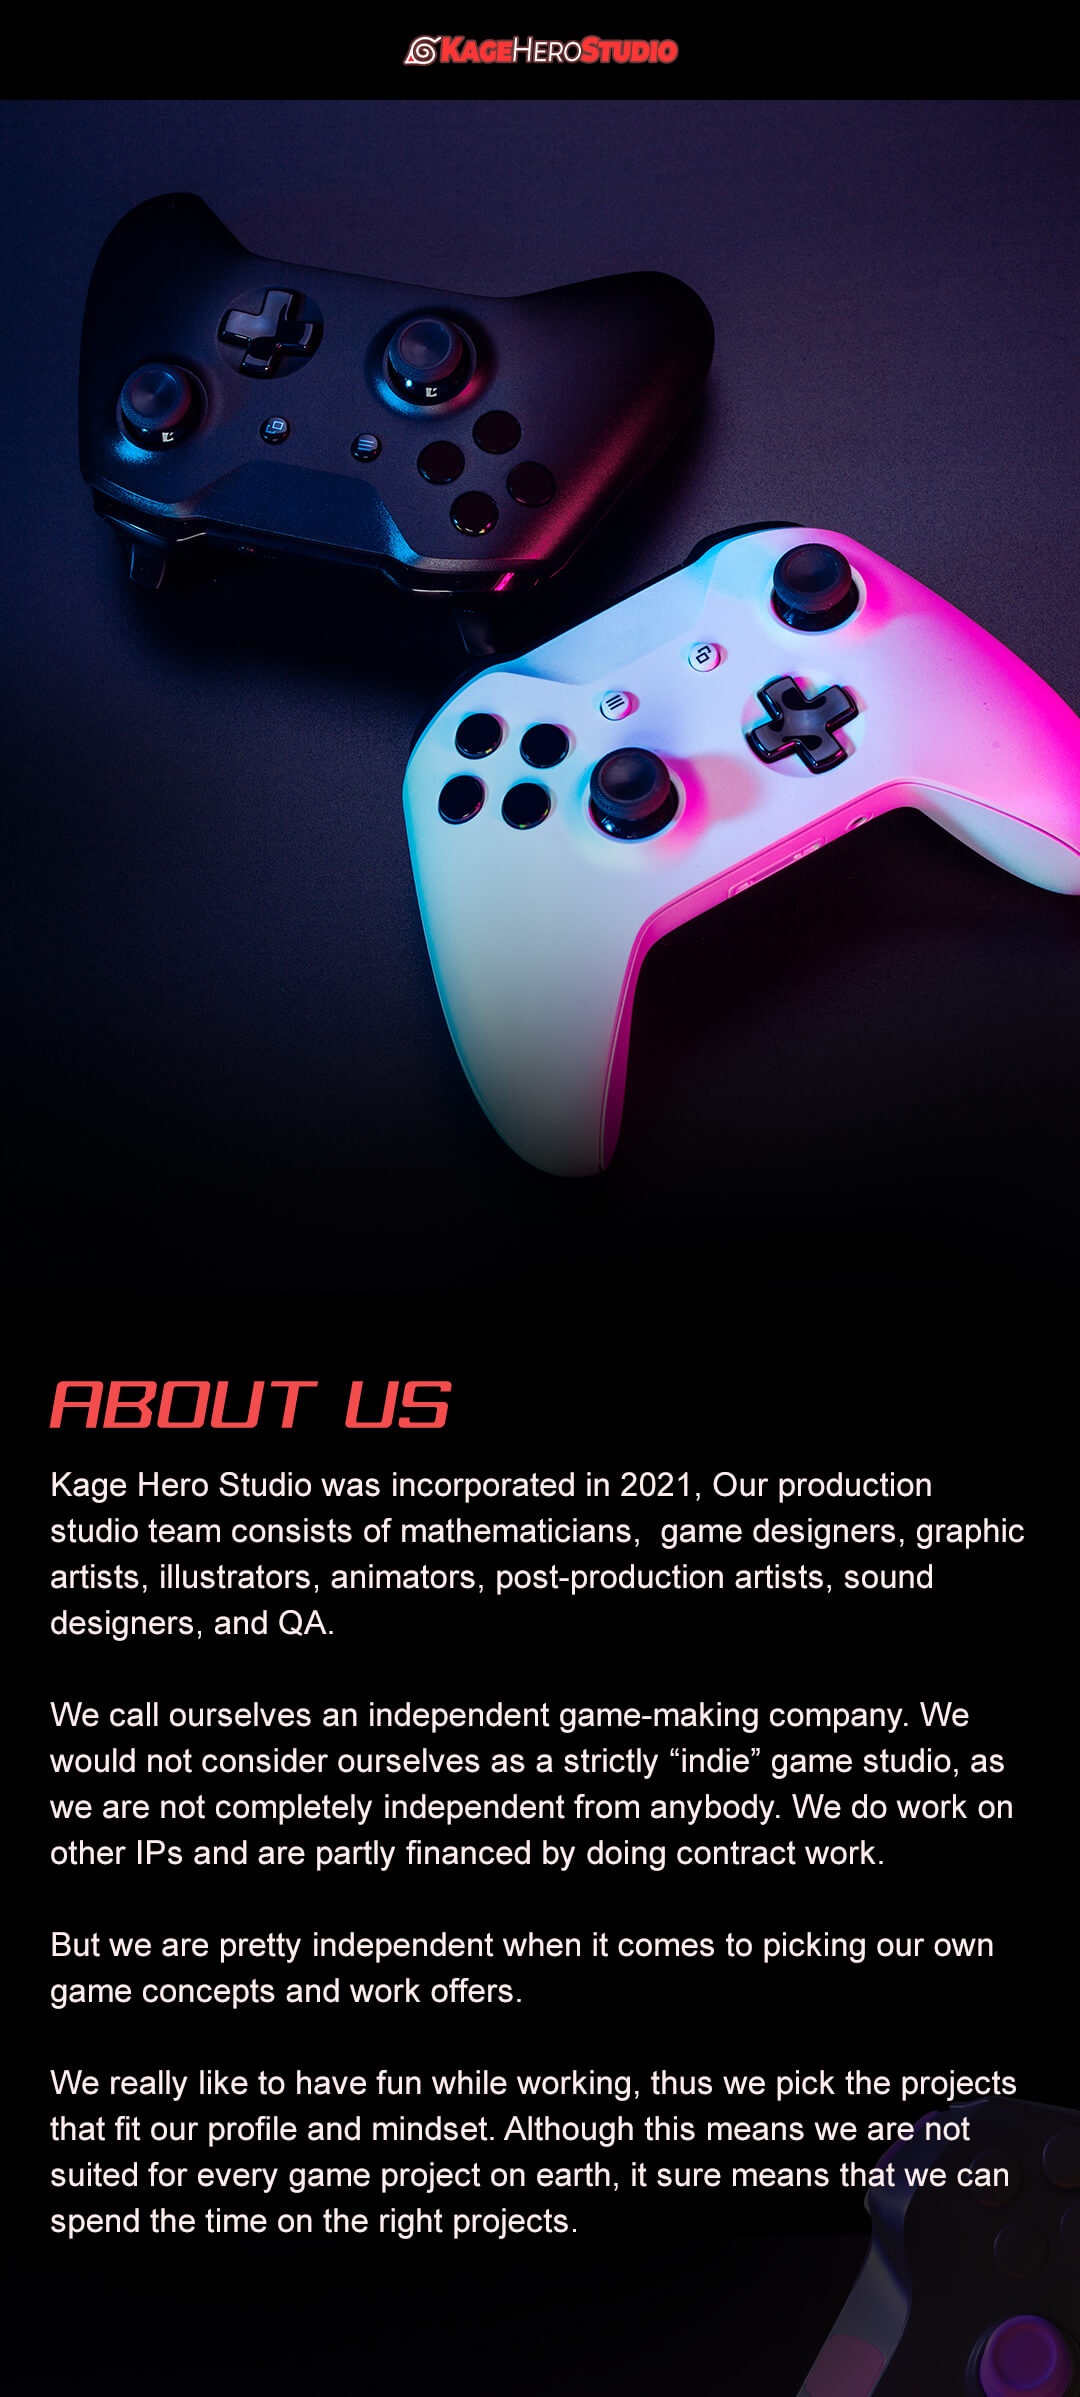 KAGEHEROSTUDIO
ABOUT US
Kage Hero Studio was incorporated in 2021, Our production
studio team consists of mathematicians,  game designers, graphic
artists, illustrators, animators, post-production artists, sound
designers, and QA.
We call ourselves an independent game-making company. We
would not consider ourselves as a strictly “indie” game studio, as
we are not completely independent from anybody. We do work on
other IPs and are partly financed by doing contract work.
But we are pretty independent when it comes to picking our own
game concepts and work offers.
We really like to have fun while working, thus we pick the projects
that fit our profile and mindset. Although this means we are not
suited for every game project on earth, it sure means that we can
spend the time on the right projects.